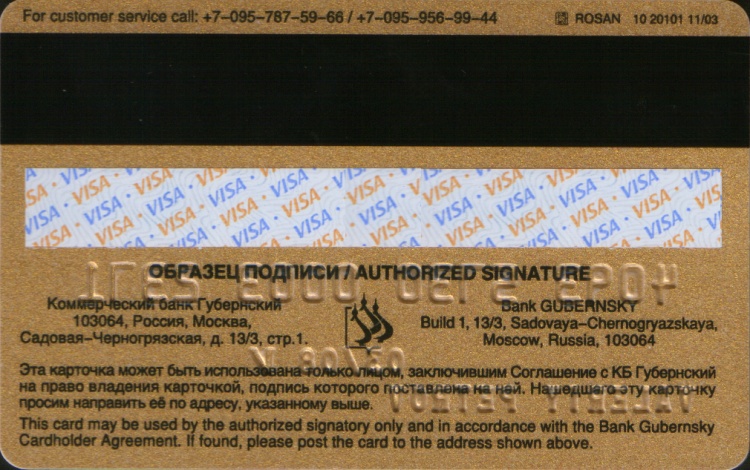 For customer service call: +7-095-787-59-66 / +7-095-956-99-44
ROSAN 10 20101 11/03
VISA · VISA · VISA · VISA · VISA · VISA · VISA
ОБРАЗЕЦ ПОДПИСИ / AUTHORIZED SIGNATURE
Коммерческий банк Губернский
103064, Россия, Москва,
Садовая-Черногрязская, д. 13/3, стр.1.
Bank GUBERNSKY
Build 1, 13/3, Sadovaya-Chernogryazskaya,
Moscow, Russia, 103064
Эта карточка может быть использована только лицом, заключившим Соглашение с КБ Губернский
на право владения карточкой, подпись которого поставлена на ней. Нашедшего эту карточку
просим направить её по адресу, указанному выше.
This card may be used by the authorized signatory only and in accordance with the Bank Gubernsky
Cardholder Agreement. If found, please post the card to the address shown above.